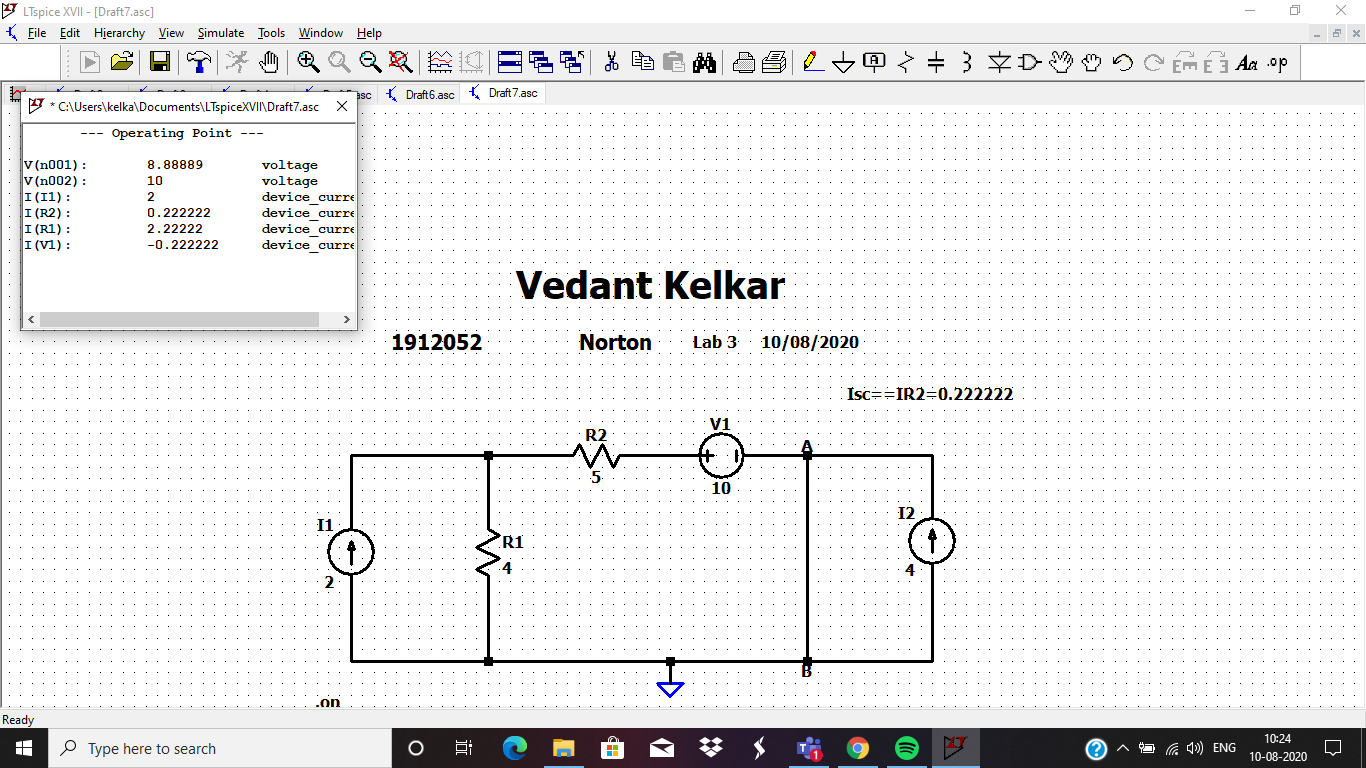 LTspice XVII - [Draft7.asc]
File Edit Hierarchy View Simulate Tools Window Help
Aa .op
Draft6.asc Draft7.asc
* C:\Users\kelka\Documents\LTspiceXVII\Draft7.asc
--- Operating Point ---
V(n001): 8.88889 voltage
V(n002): 10 voltage
I(I1): 2 device_curre
I(R2): 0.222222 device_curre
I(R1): 2.22222 device_curre
I(V1): -0.222222 device_curre
Vedant Kelkar
1912052 Norton Lab 3 10/08/2020
Isc==IR2=0.222222
V1
R2
A
5
10
I1
I2
R1
4
4
2
B
.op
Ready
Type here to search
1
ENG
10:24
10-08-2020